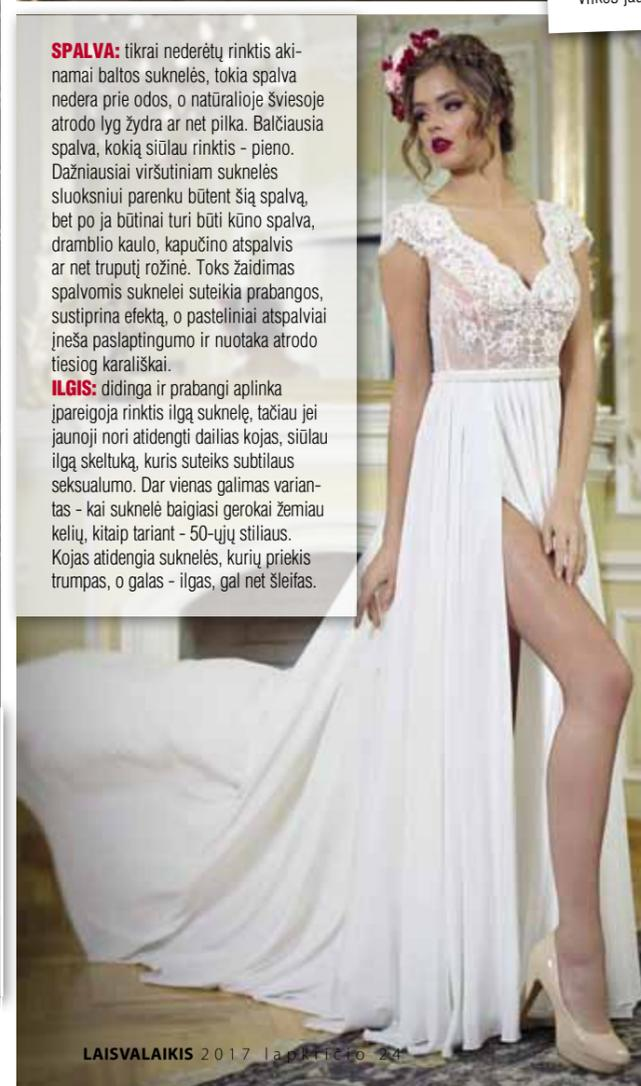 SPALVA: tikrai nederėtų rinktis aki-
namai baltos suknelės, tokia spalva
nedera prie odos, o natūralioje šviesoje
atrodo lyg žydra ar net pilka. Balčiausia
spalva, kokią siūlau rinktis - pieno.
Dažniausiai viršutiniam suknelės
sluoksniui parenku būtent šią spalvą,
bet po ja būtinai turi būti kūno spalva,
dramblio kaulo, kapučino atspalvis
ar net truputį rožinė. Toks žaidimas
spalvomis suknelei suteikia prabangos,
sustiprina efektą, o pasteliniai atspalviai
įneša paslaptingumo ir nuotaka atrodo
tiesiog karališkai.
ILGIS: didinga ir prabangi aplinka
įpareigoja rinktis ilgą suknelę, tačiau jei
jaunoji nori atidengti dailias kojas, siūlau
ilgą skeltuką, kuris suteiks subtilaus
seksualumo. Dar vienas galimas varian-
tas - kai suknelė baigiasi gerokai žemiau
kelių, kitaip tariant - 50-ųjų stiliaus.
Kojas atidengia suknelės, kurių priekis
trumpas, o galas - ilgas, gal net šleifas.
LAISVALAIKIS 2017 lapkričio 24